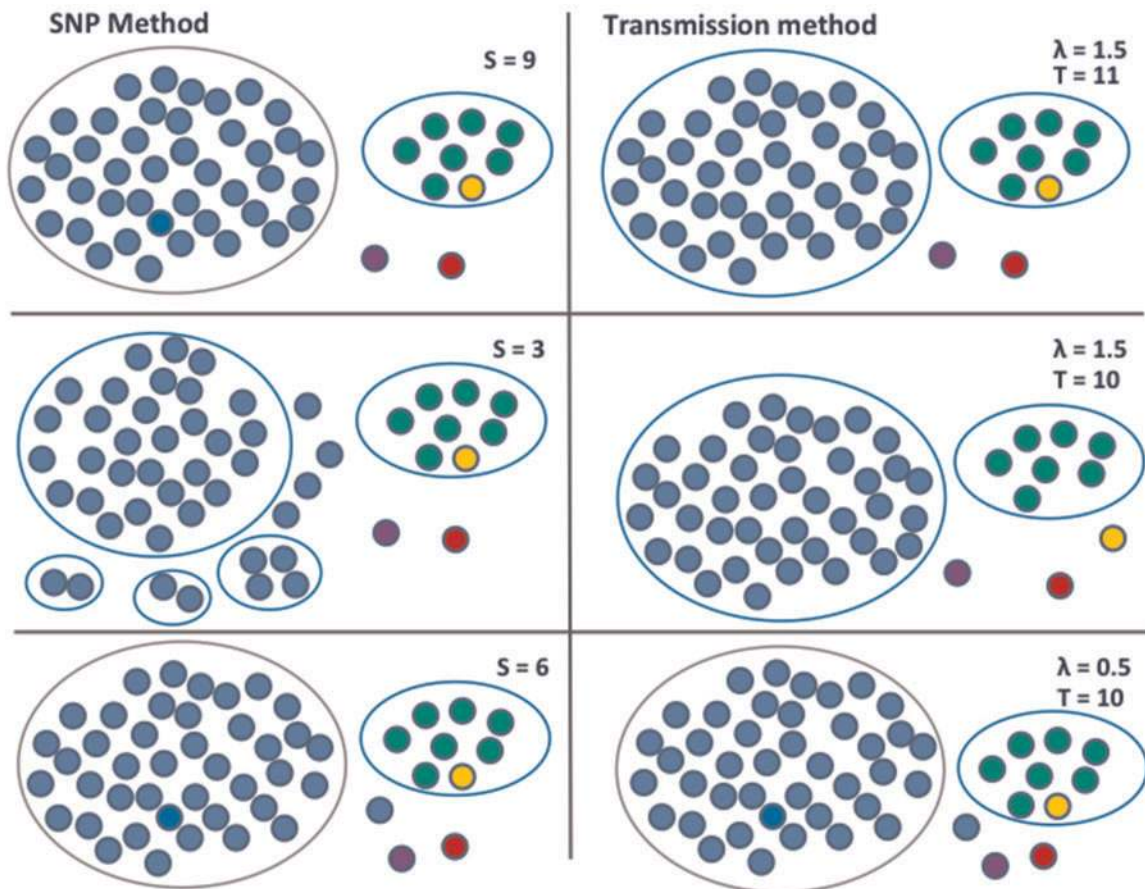 SNP Method
S = 9
Transmission method
λ = 1.5
T = 11
S = 3
λ = 1.5
T = 10
S = 6
λ = 0.5
T = 10